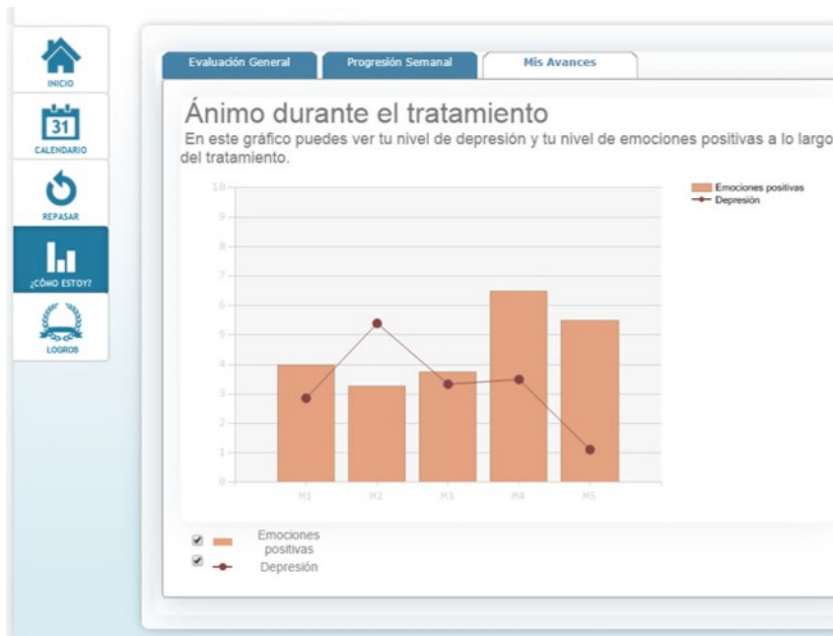 INICIO
31
CALENDARIO
REPASAR
¿CÓMO ESTOY?
LOGROS
Evaluación General
Progresión Semanal
Mis Avances
Ánimo durante el tratamiento
En este gráfico puedes ver tu nivel de depresión y tu nivel de emociones positivas a lo largo
del tratamiento.
10
9
8
7
6
5
4
3
2
1
0
M1
M2
M3
M4
M5
Emociones positivas
Depresión
Emociones
positivas
Depresión